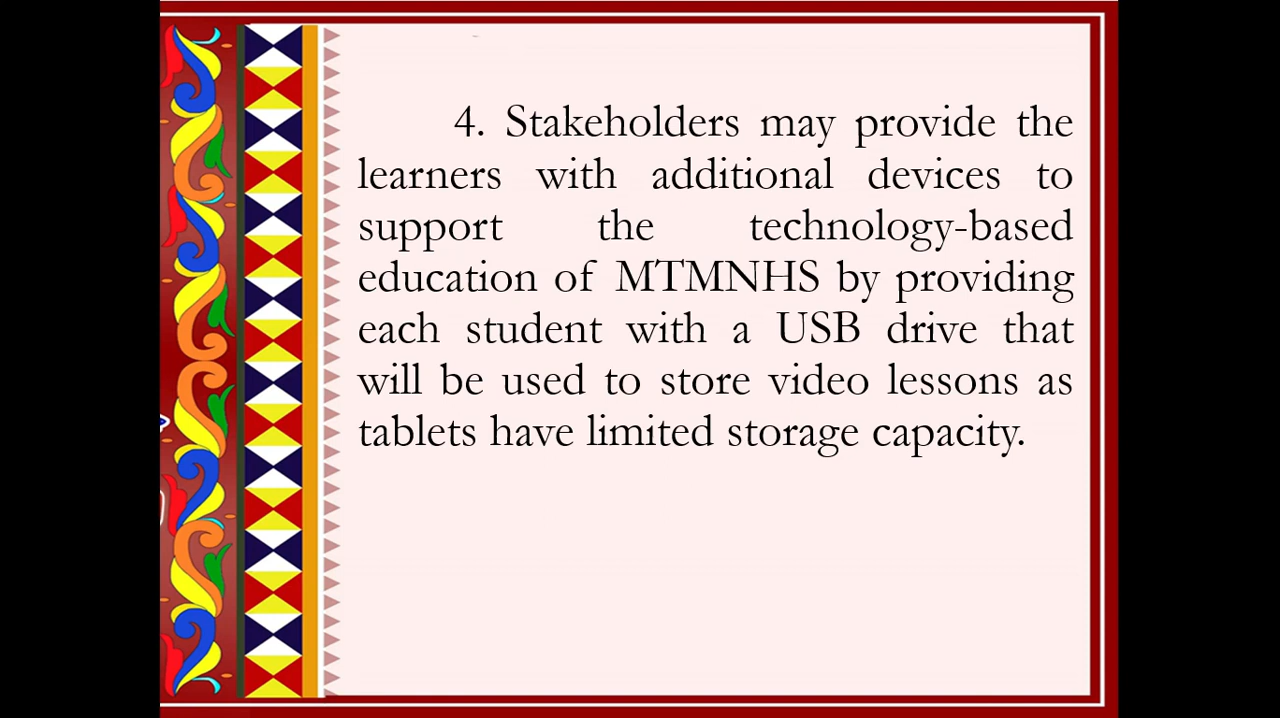 4. Stakeholders may provide the
learners with additional devices to
support the technology-based
education of MTMNHS by providing
each student with a USB drive that
will be used to store video lessons as
tablets have limited storage capacity.